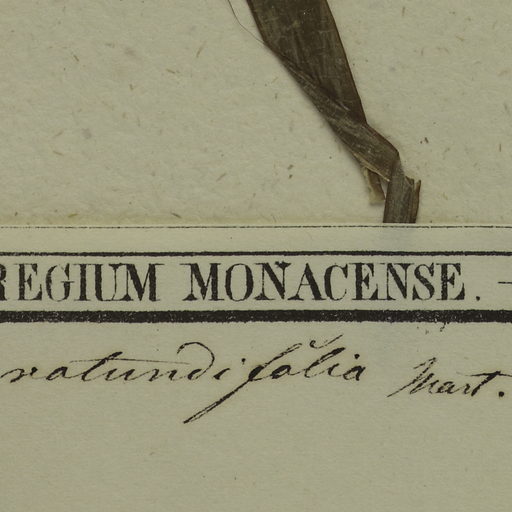 REGIUM MONACENSE. —
rotundifolia Mart.